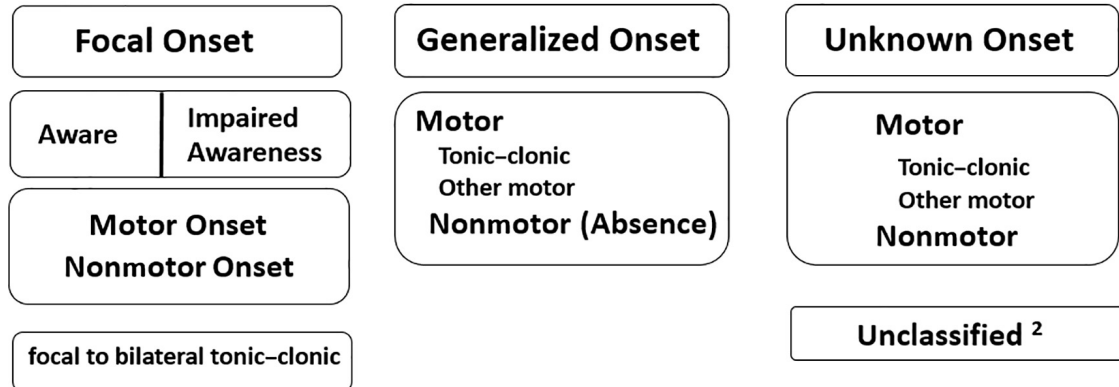 Focal Onset
Aware
Impaired
Awareness
Motor Onset
Nonmotor Onset
focal to bilateral tonic–clonic
Generalized Onset
Motor
Tonic–clonic
Other motor
Nonmotor (Absence)
Unknown Onset
Motor
Tonic–clonic
Other motor
Nonmotor
Unclassified ²